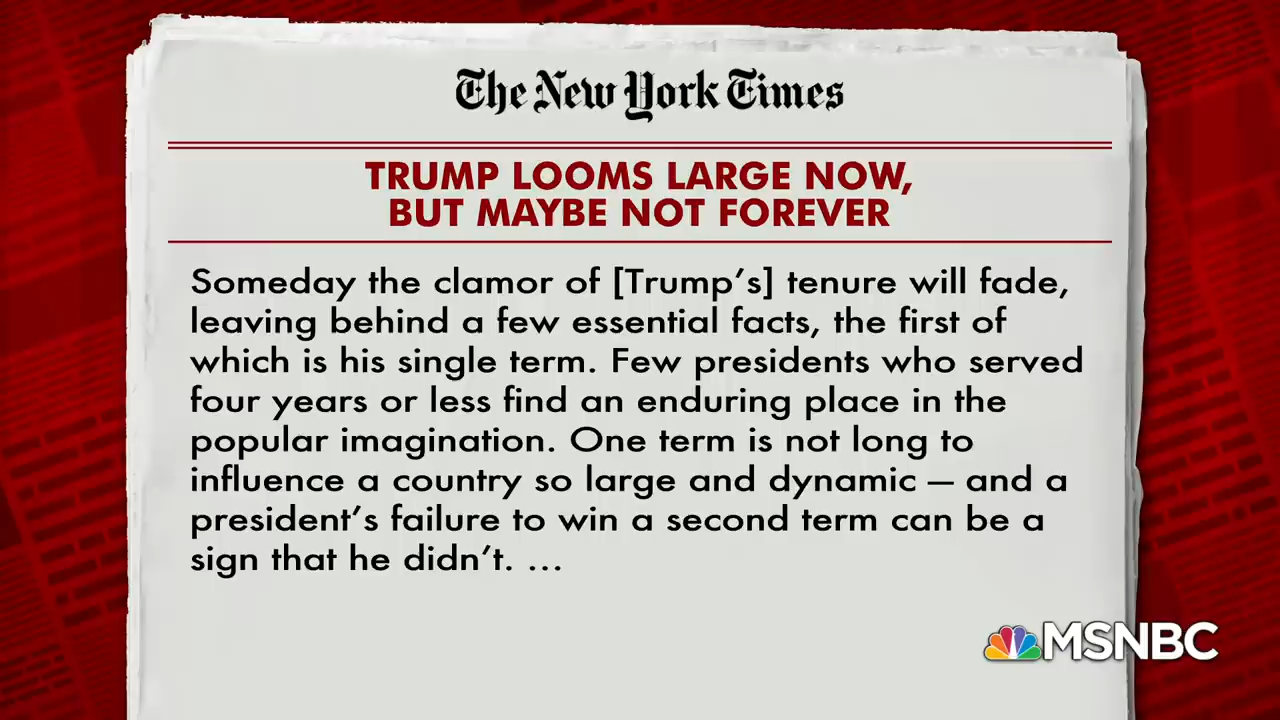 The New York Times
TRUMP LOOMS LARGE NOW,
BUT MAYBE NOT FOREVER
Someday the clamor of [Trump's] tenure will fade,
leaving behind a few essential facts, the first of
which is his single term. Few presidents who served
four years or less find an enduring place in the
popular imagination. One term is not long to
influence a country so large and dynamic — and a
president's failure to win a second term can be a
sign that he didn't. ...
MSNBC